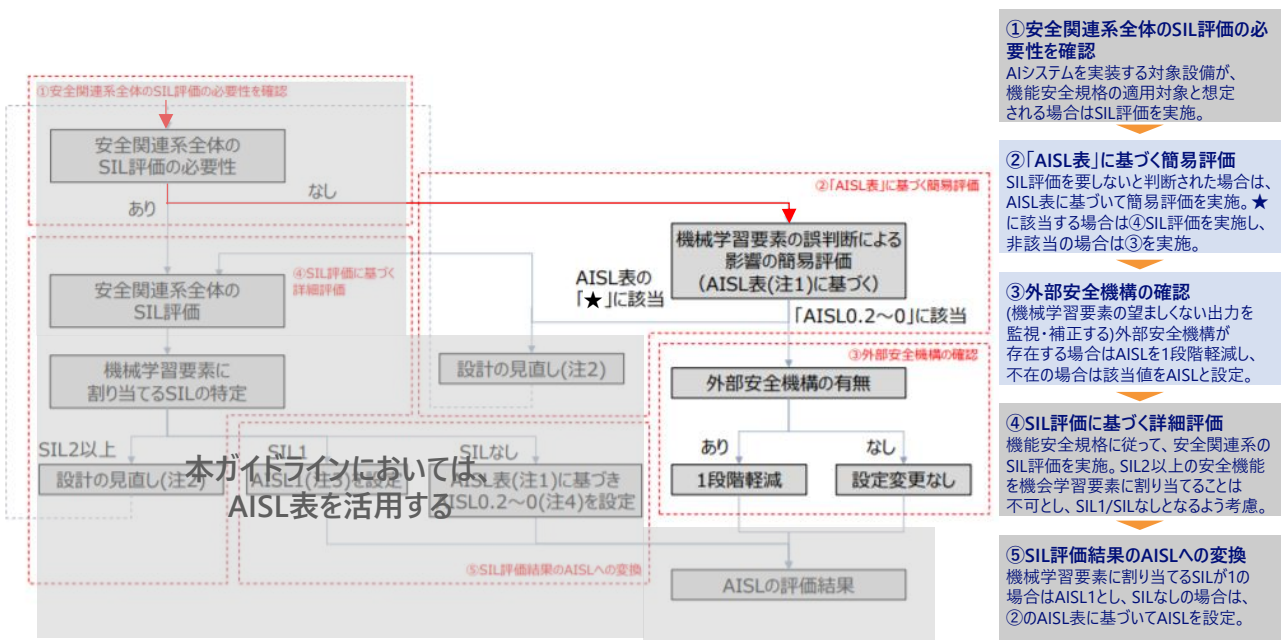 ①安全関連系全体のSIL評価の必要性を確認
安全関連系全体の
SIL評価の必要性
なし
あり
②「AISL表」に基づく簡易評価
機械学習要素の誤判断による
影響の簡易評価
(AISL表(注1)に基づく)
AISL表の
「★」に該当
「AISL0.2～0」に該当
④SIL評価に基づく
詳細評価
安全関連系全体の
SIL評価
機械学習要素に
割り当てるSILの特定
設計の見直し(注2)
③外部安全機構の確認
外部安全機構の有無
あり
なし
1段階軽減
設定変更なし
SIL2以上
SIL1
SILなし
設計の見直し(注2)
AISL1(注3)を設定
AISL表(注1)に基づき
AISL0.2～0(注4)を設定
本ガイドラインにおいては、
AISL表を活用する
⑤SIL評価結果のAISLへの変換
AISLの評価結果
①安全関連系全体のSIL評価の必
要性を確認
AIシステムを実装する対象設備が、
機能安全規格の適用対象と想定
される場合はSIL評価を実施。
②「AISL表」に基づく簡易評価
SIL評価を要しないと判断された場合は、
AISL表に基づいて簡易評価を実施。★
に該当する場合は④SIL評価を実施し、
非該当の場合は③を実施。
③外部安全機構の確認
(機械学習要素の望ましくない出力を
監視・補正する)外部安全機構が
存在する場合はAISLを1段階軽減し、
不在の場合は該当値をAISLと設定。
④SIL評価に基づく詳細評価
機能安全規格に従って、安全関連系の
SIL評価を実施。SIL2以上の安全機能
を機会学習要素に割り当てることは
不可とし、SIL1/SILなしとなるよう考慮。
⑤SIL評価結果のAISLへの変換
機械学習要素に割り当てるSILが1の
場合はAISL1とし、SILなしの場合は、
②のAISL表に基づいてAISLを設定。